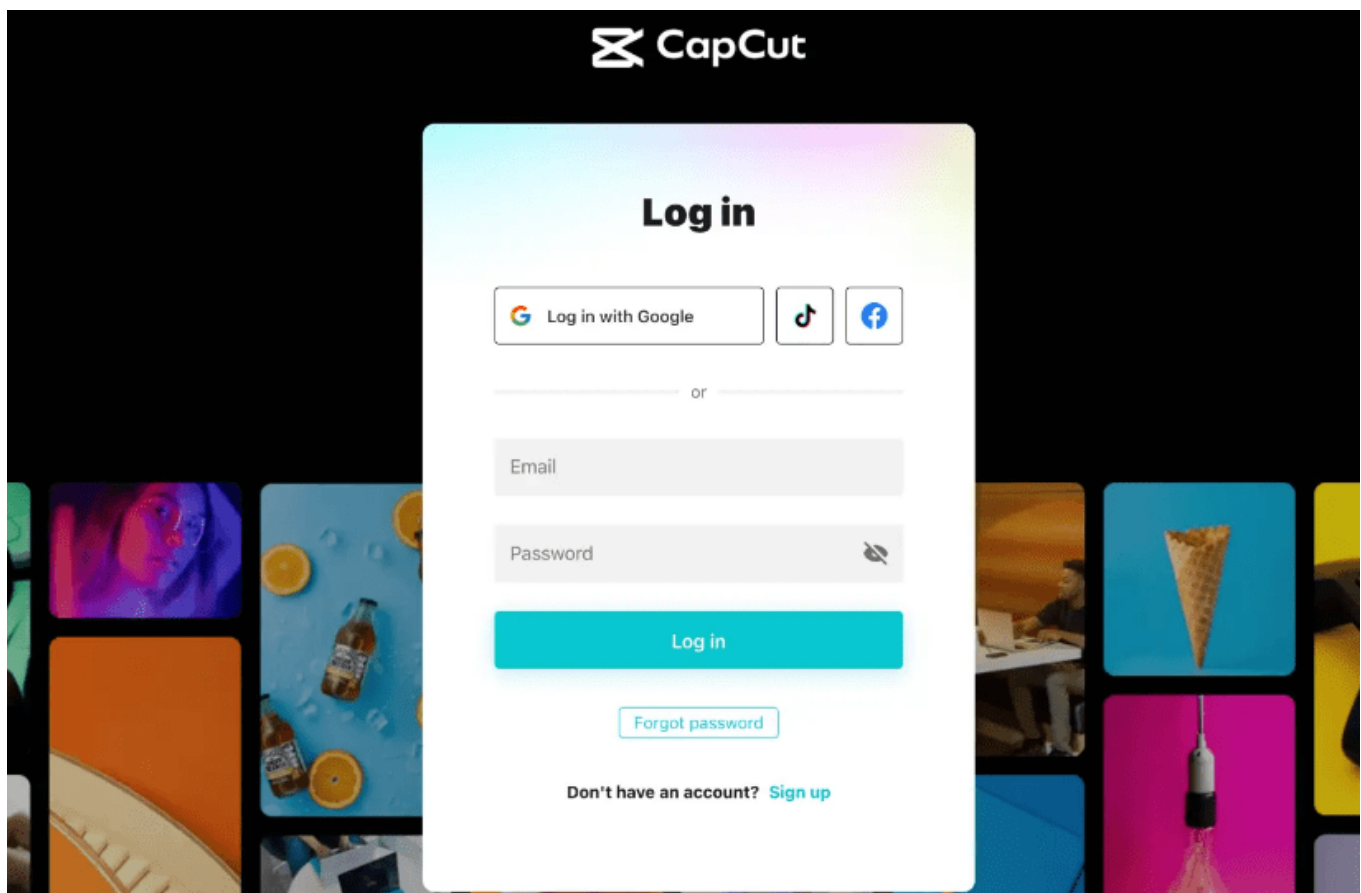 CapCut
Log in
Log in with Google
or
Email
Password
Log in
Forgot password
Don't have an account? Sign up